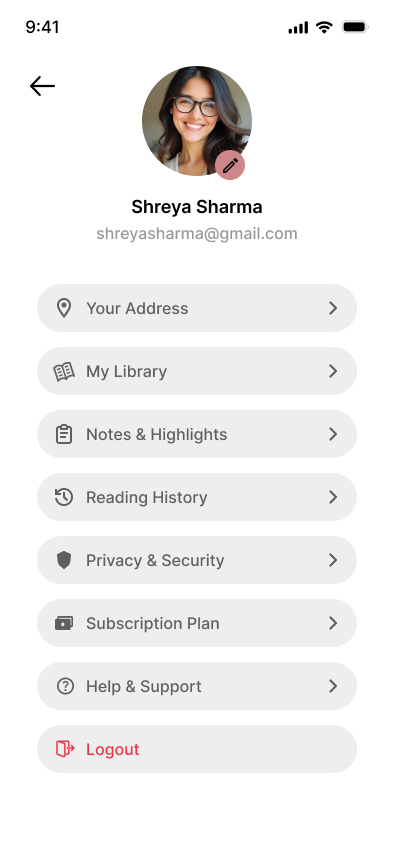 9:41
Shreya Sharma
shreyasharma@gmail.com
Your Address
My Library
Notes & Highlights
Reading History
Privacy & Security
Subscription Plan
Help & Support
Logout